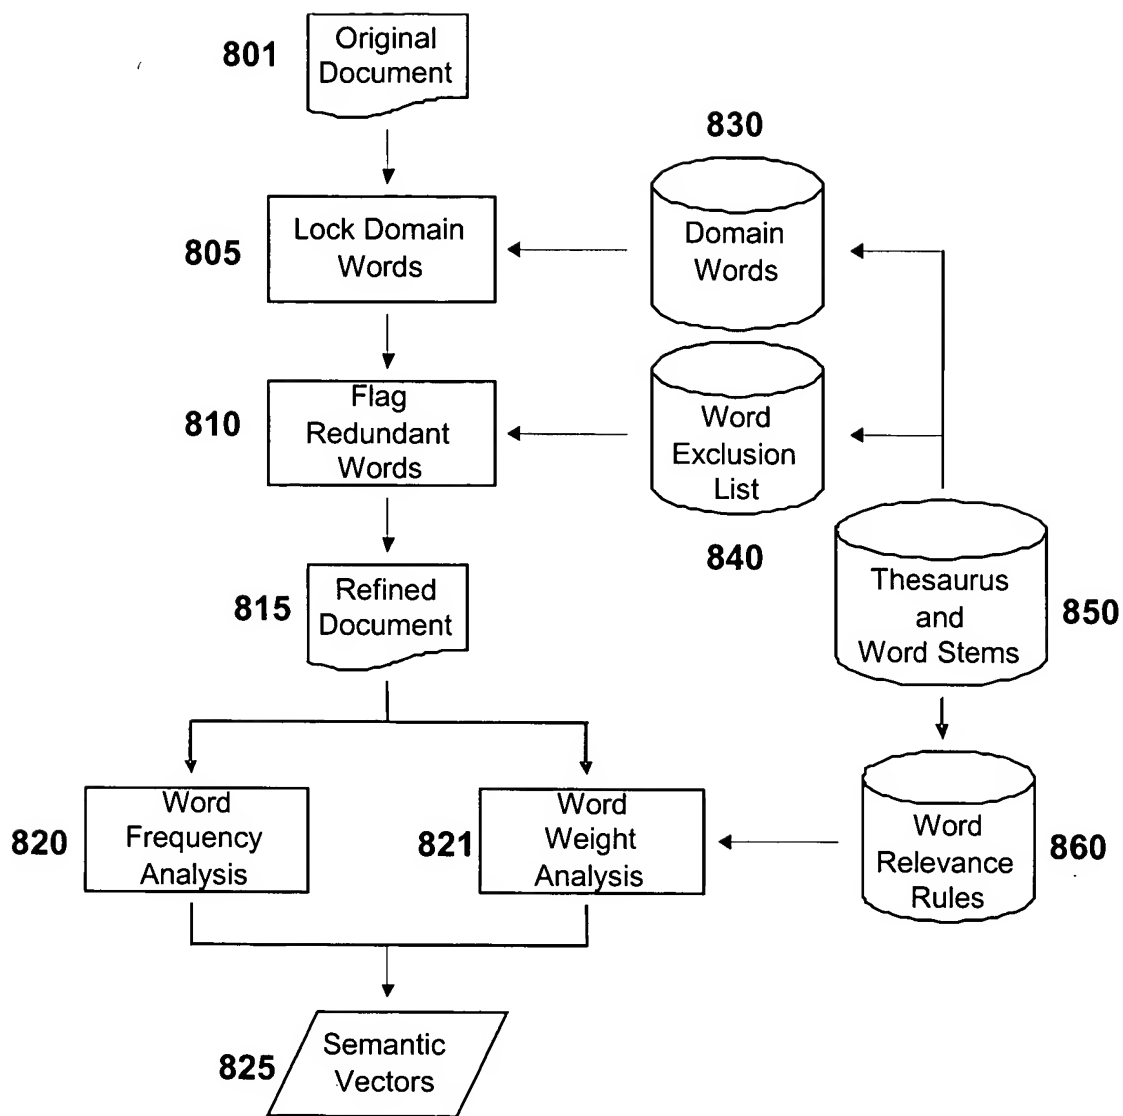 801
Original
Document
830
805
Lock Domain
Words
Domain
Words
810
Flag
Redundant
Words
Word
Exclusion
List
840
815
Refined
Document
Thesaurus
and
Word Stems
850
820
Word
Frequency
Analysis
821
Word
Weight
Analysis
Word
Relevance
Rules
860
825
Semantic
Vectors